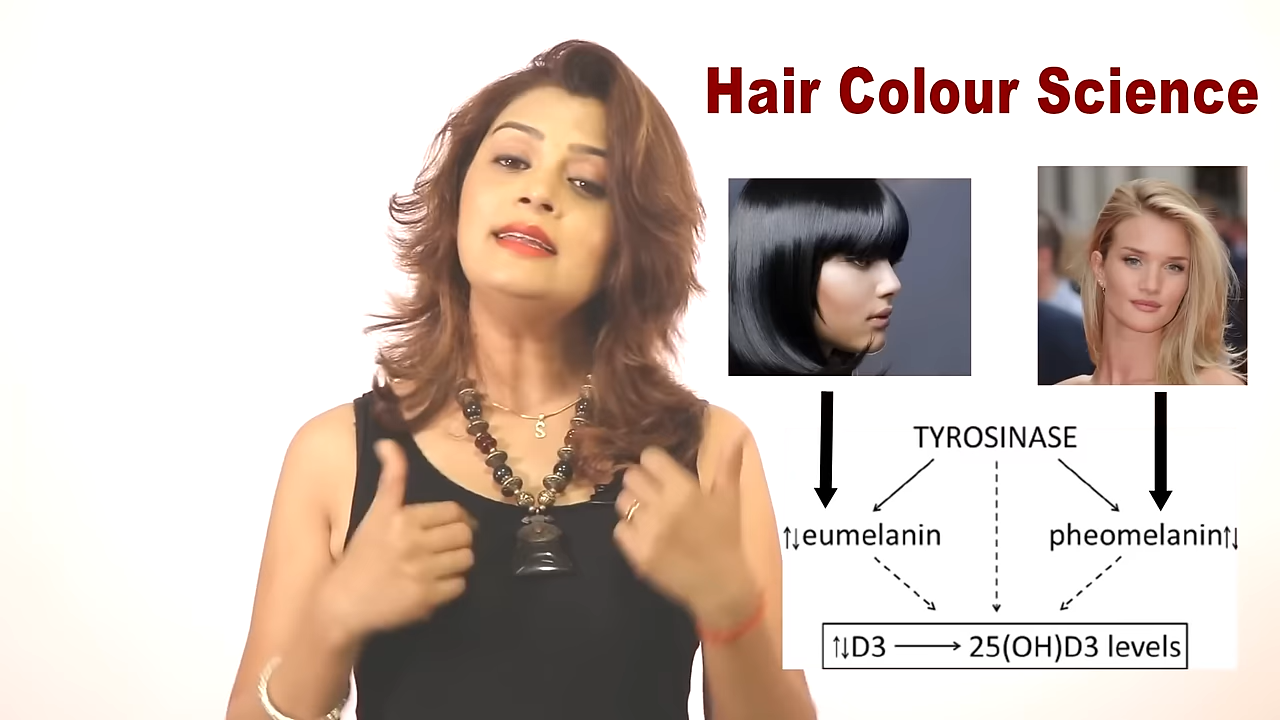 Hair Colour Science
TYROSINASE
↑↓eumelanin
pheomelanin↑↓
↑↓D3 → 25(OH)D3 levels
S